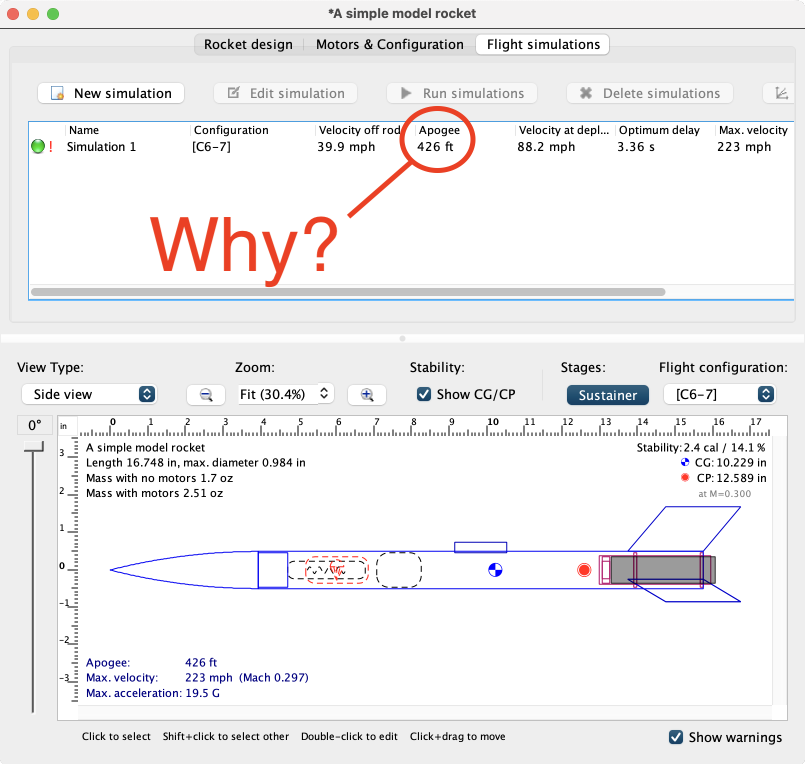 *A simple model rocket
Rocket design Motors & Configuration Flight simulations
New simulation Edit simulation Run simulations Delete simulations
Name Configuration Velocity off rod Apogee Velocity at depl... Optimum delay Max. velocity
! Simulation 1 [C6-7] 39.9 mph 426 ft 88.2 mph 3.36 s 223 mph
Why?
View Type: Zoom: Stability: Stages: Flight configuration:
Side view Fit (30.4%) Show CG/CP Sustainer [C6-7]
0° in 0 1 2 3 4 5 6 7 8 9 10 11 12 13 14 15 16 17
A simple model rocket Stability:2.4 cal / 14.1 %
Length 16.748 in, max. diameter 0.984 in CG: 10.229 in
Mass with no motors 1.7 oz CP: 12.589 in
Mass with motors 2.51 oz at M=0.300
3
2
1
0
-1
-2
-3
Apogee: 426 ft
Max. velocity: 223 mph (Mach 0.297)
Max. acceleration: 19.5 G
Click to select Shift+click to select other Double-click to edit Click+drag to move Show warnings